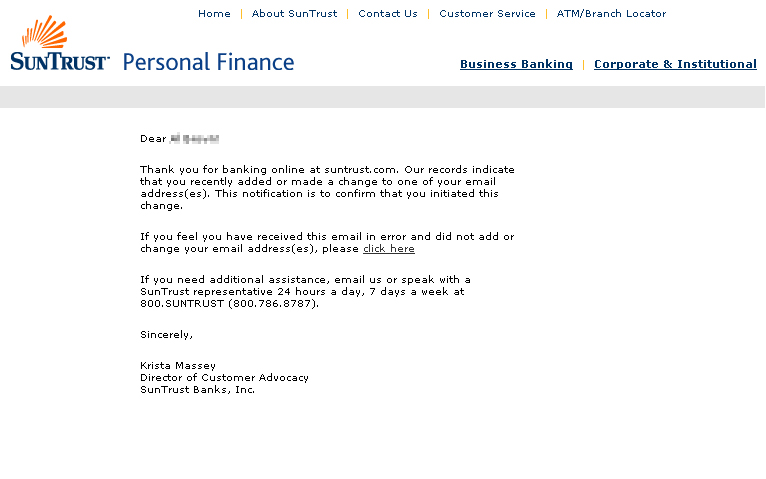 Home | About SunTrust | Contact Us | Customer Service | ATM/Branch Locator
SUNTRUST Personal Finance
Business Banking | Corporate & Institutional
Dear
Thank you for banking online at suntrust.com. Our records indicate
that you recently added or made a change to one of your email
address(es). This notification is to confirm that you initiated this
change.
If you feel you have received this email in error and did not add or
change your email address(es), please click here
If you need additional assistance, email us or speak with a
SunTrust representative 24 hours a day, 7 days a week at
800.SUNTRUST (800.786.8787).
Sincerely,
Krista Massey
Director of Customer Advocacy
SunTrust Banks, Inc.